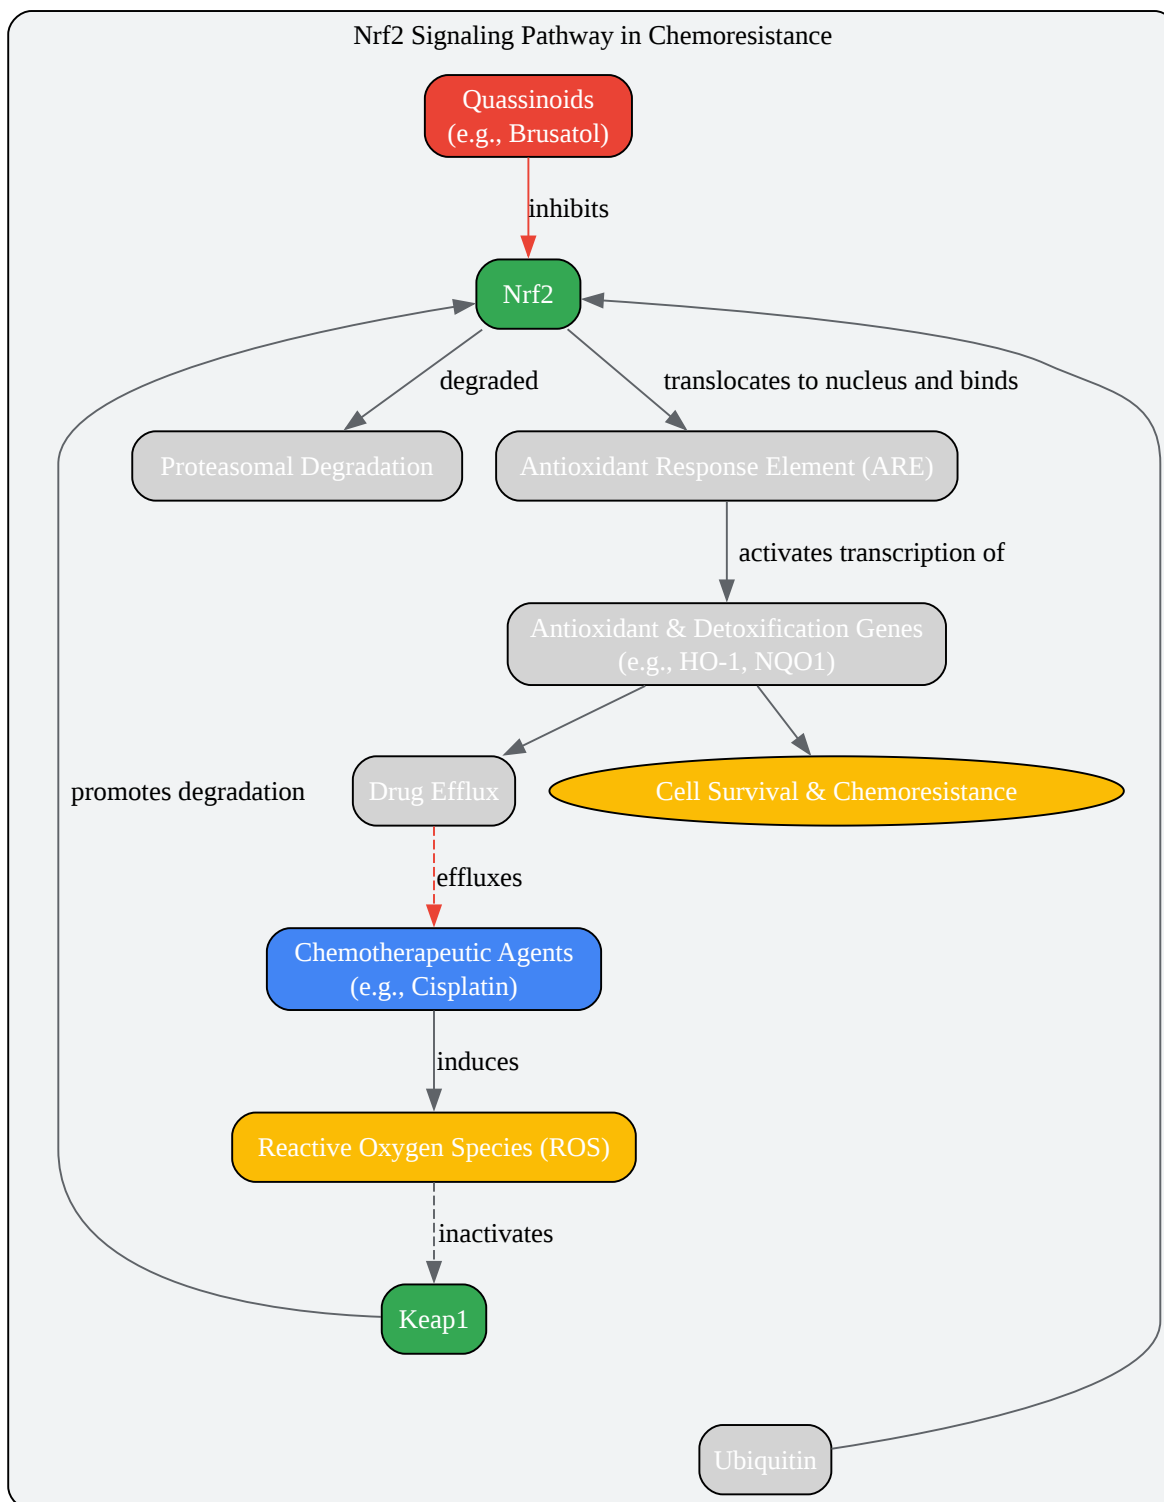 Nrf2 Signaling Pathway in Chemoresistance
Quassinoids
(e.g., Brusatol)
inhibits
Nrf2
degraded
translocates to nucleus and binds
Proteasomal Degradation
Antioxidant Response Element (ARE)
activates transcription of
Antioxidant & Detoxification Genes
(e.g., HO-1, NQO1)
promotes degradation
Drug Efflux
Cell Survival & Chemoresistance
effluxes
Chemotherapeutic Agents
(e.g., Cisplatin)
induces
Reactive Oxygen Species (ROS)
inactivates
Keap1
Ubiquitin